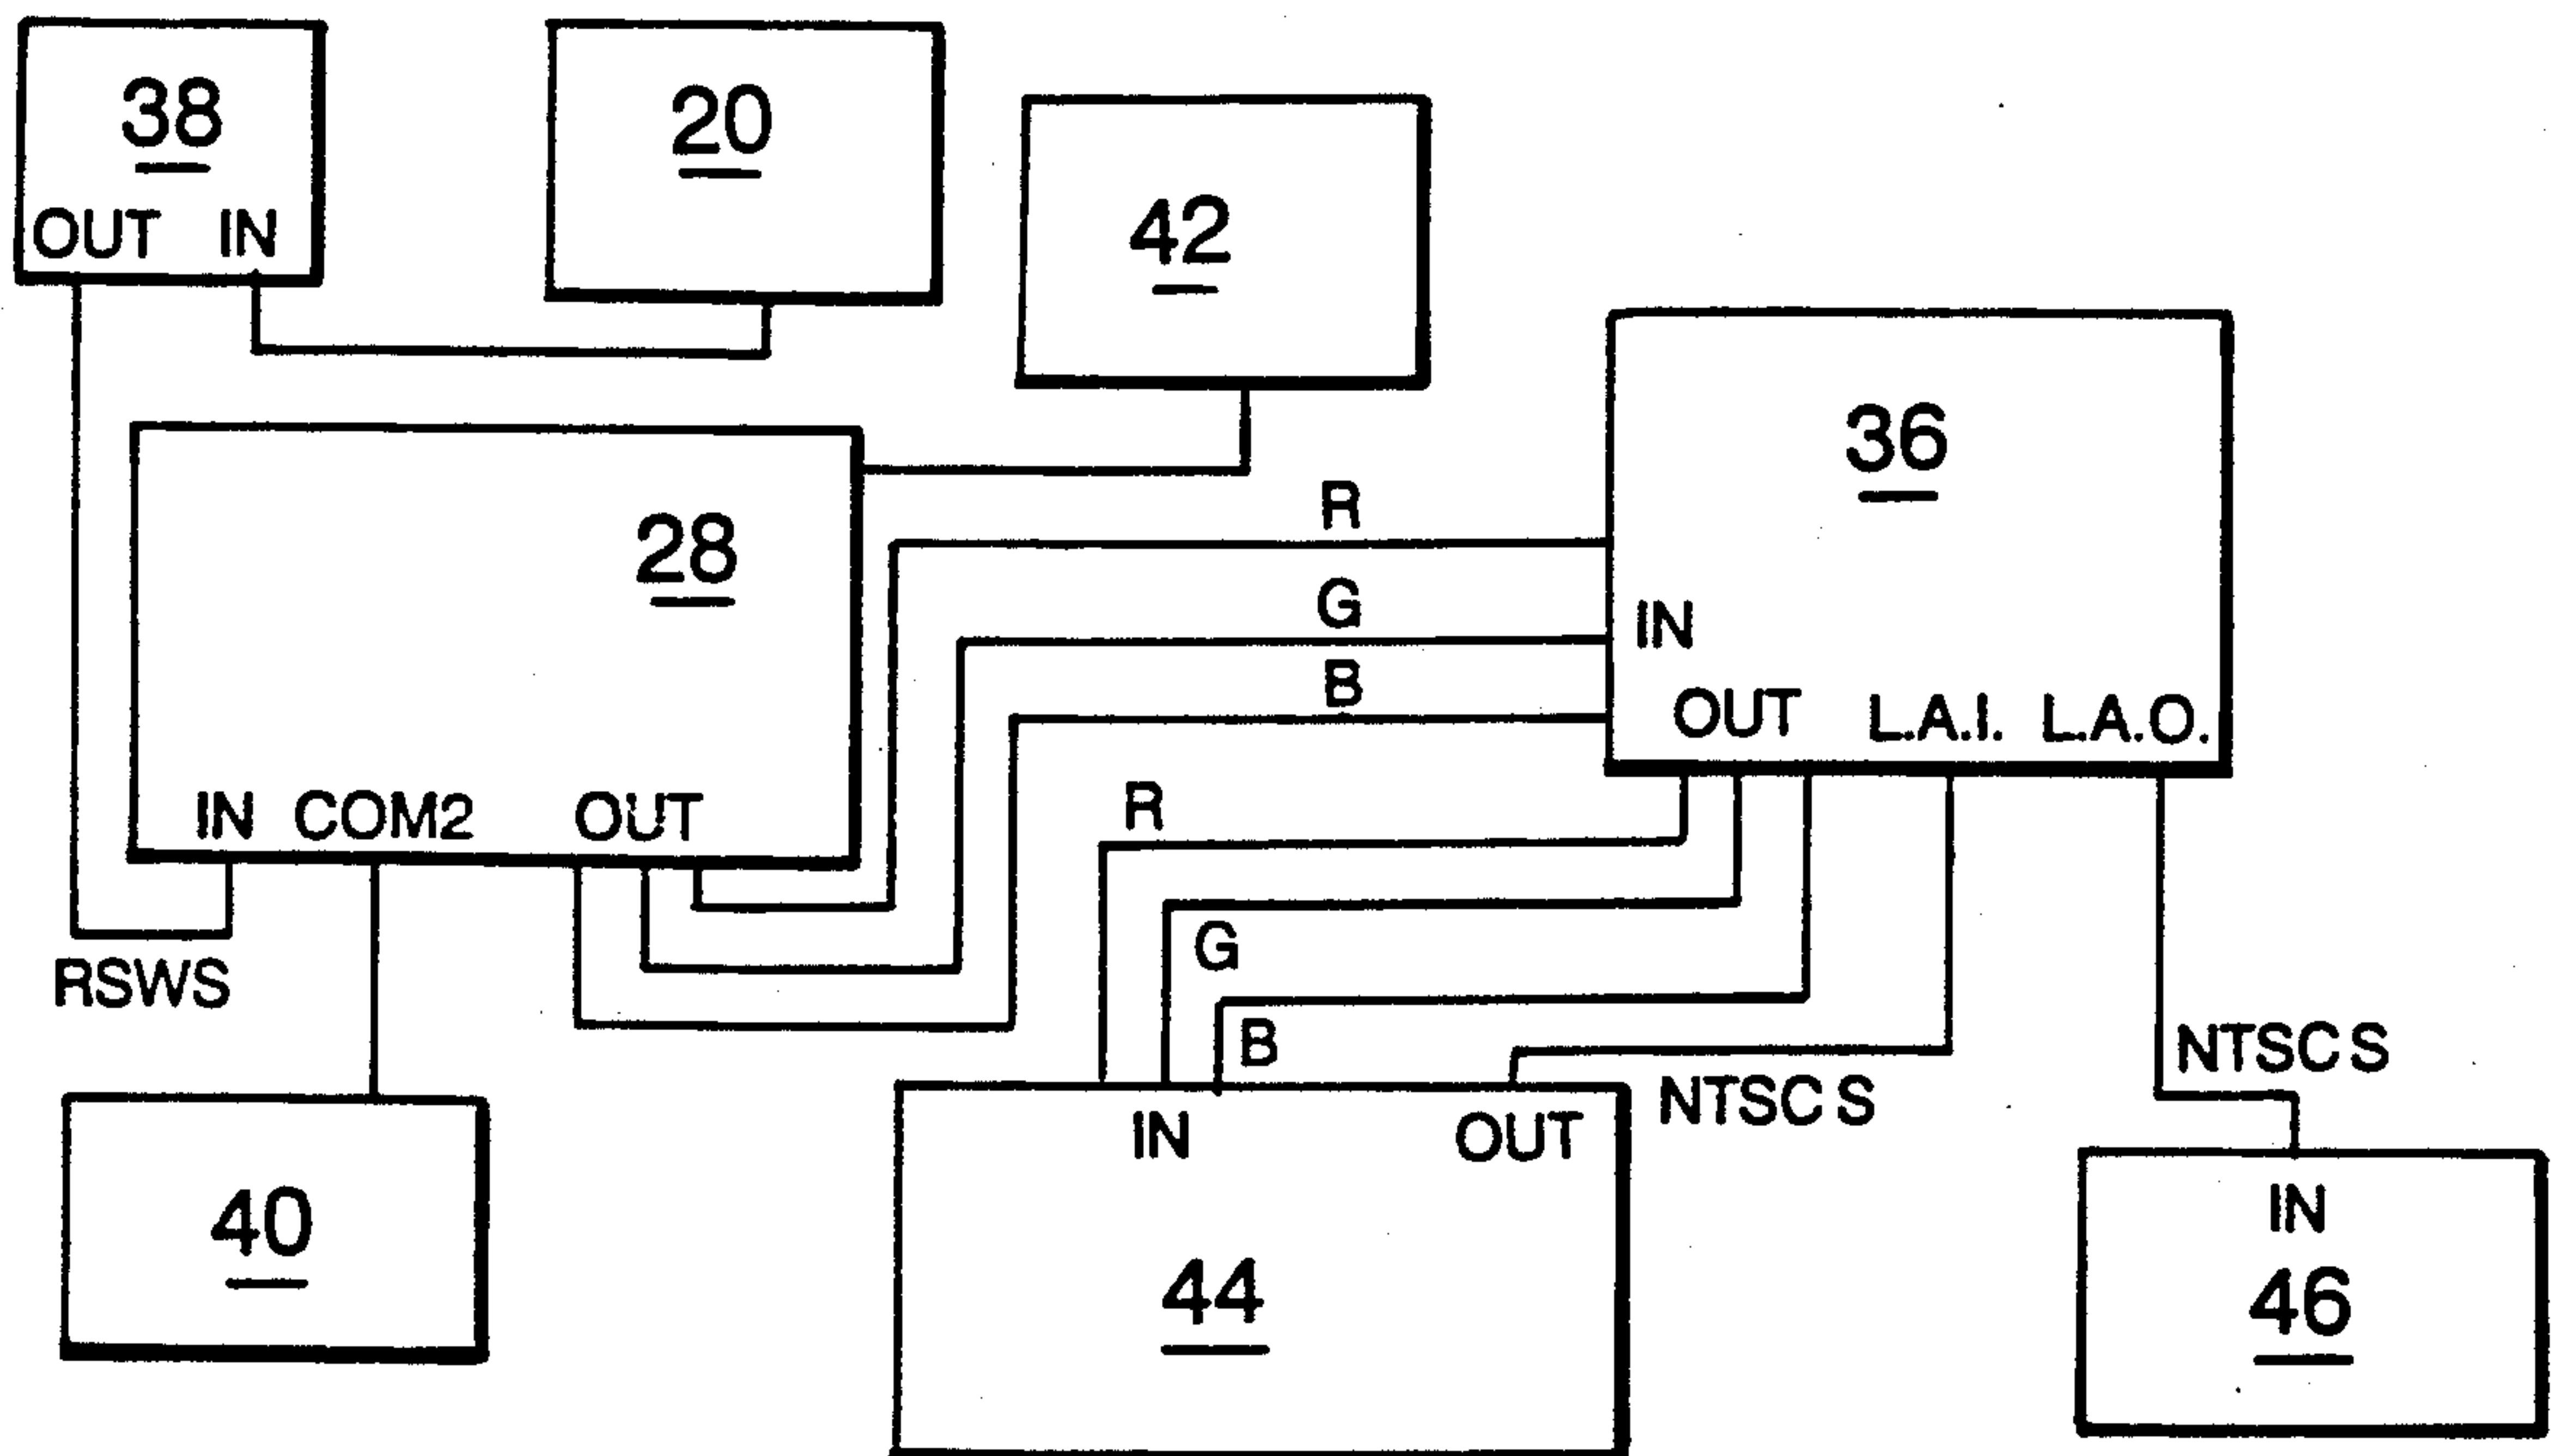 38
OUT IN
20
42
36
IN
OUT L.A.I. L.A.O.
28
IN COM2 OUT
R
G
B
R
G
B
RSWS
NTSC S
NTSC S
40
IN OUT
44
IN
46